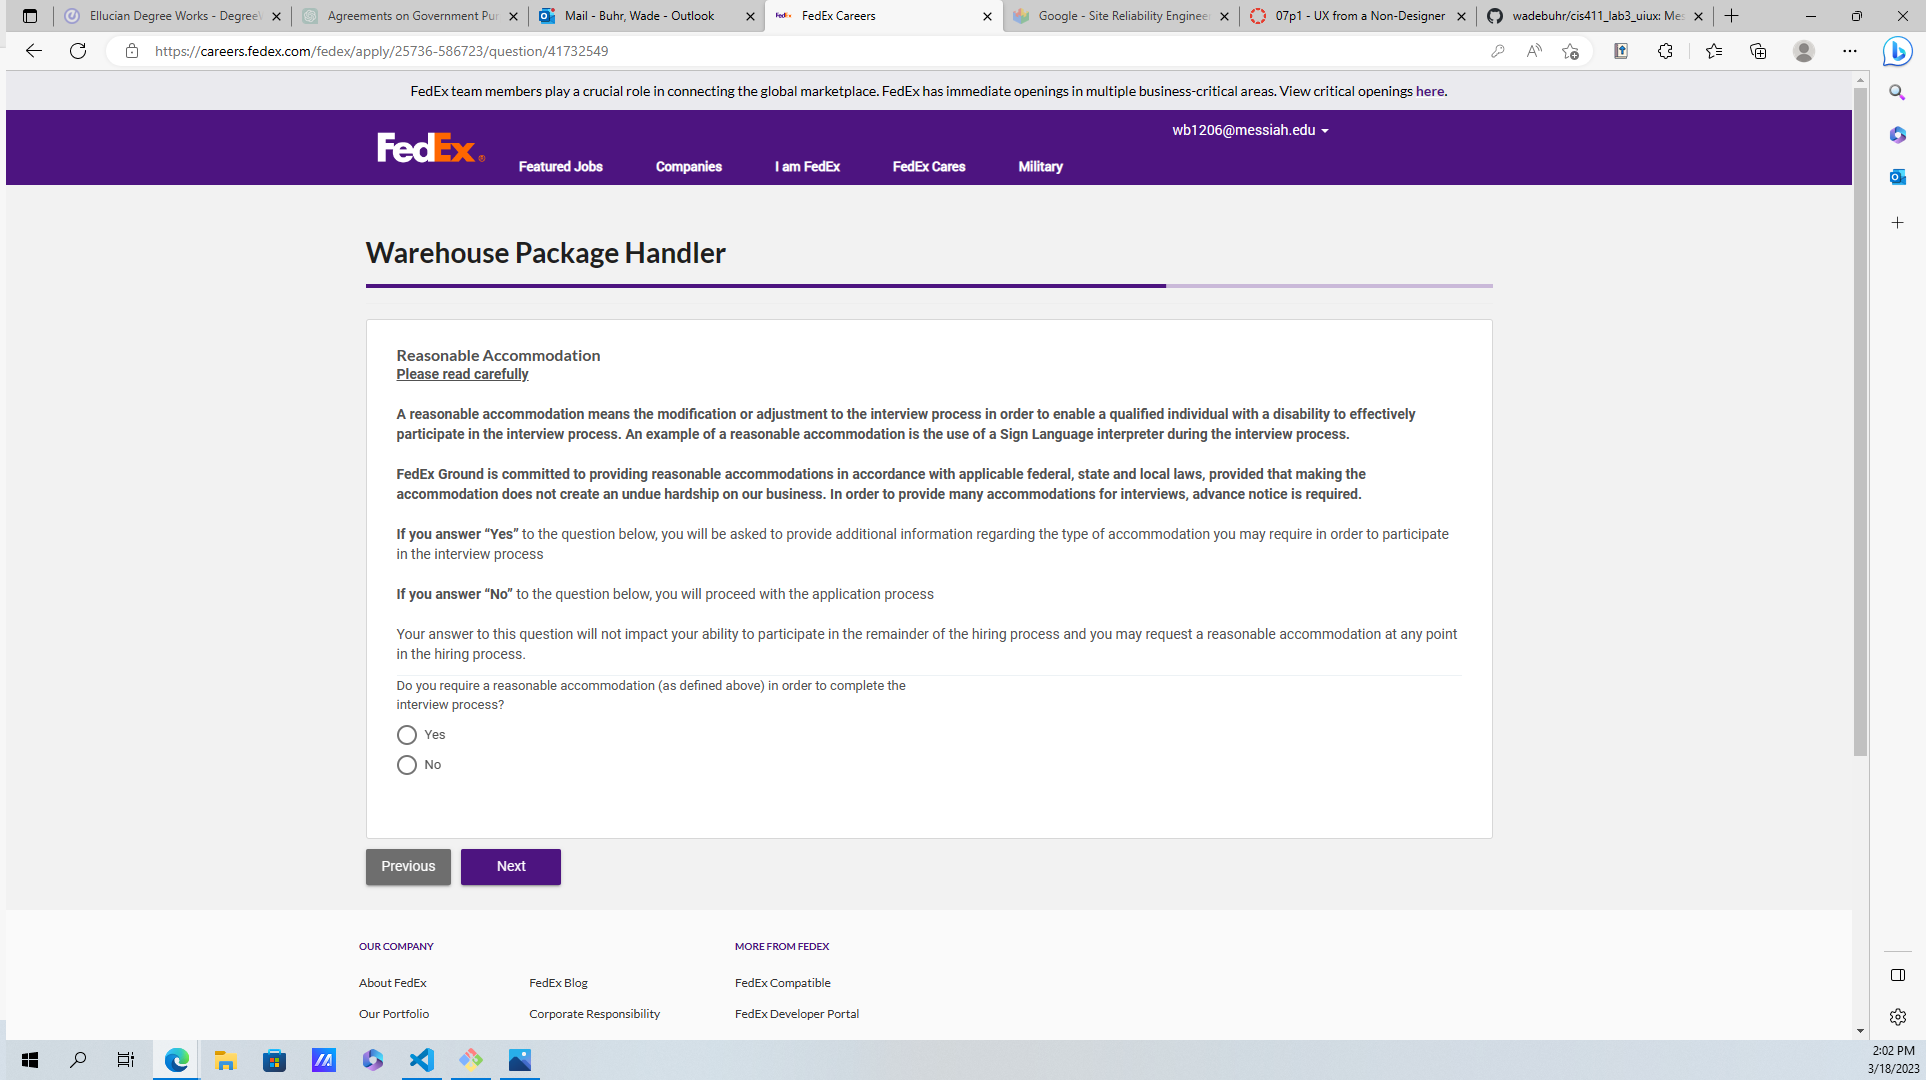 Ellucian Degree Works - Degree
Agreements on Government Pur
Mail - Buhr, Wade - Outlook
FedEx Careers
Google - Site Reliability Engineer
07p1 - UX from a Non-Designer
wadebuhr/cis411_lab3_uiux: Mes
https://careers.fedex.com/fedex/apply/25736-586723/question/41732549
FedEx team members play a crucial role in connecting the global marketplace. FedEx has immediate openings in multiple business-critical areas. View critical openings here.
wb1206@messiah.edu
FedEx®
Featured Jobs Companies I am FedEx FedEx Cares Military
Warehouse Package Handler
Reasonable Accommodation
Please read carefully
A reasonable accommodation means the modification or adjustment to the interview process in order to enable a qualified individual with a disability to effectively
participate in the interview process. An example of a reasonable accommodation is the use of a Sign Language interpreter during the interview process.
FedEx Ground is committed to providing reasonable accommodations in accordance with applicable federal, state and local laws, provided that making the
accommodation does not create an undue hardship on our business. In order to provide many accommodations for interviews, advance notice is required.
If you answer “Yes” to the question below, you will be asked to provide additional information regarding the type of accommodation you may require in order to participate
in the interview process
If you answer “No” to the question below, you will proceed with the application process
Your answer to this question will not impact your ability to participate in the remainder of the hiring process and you may request a reasonable accommodation at any point
in the hiring process.
Do you require a reasonable accommodation (as defined above) in order to complete the
interview process?
Yes
No
Previous Next
OUR COMPANY
MORE FROM FEDEX
About FedEx FedEx Blog FedEx Compatible
Our Portfolio Corporate Responsibility FedEx Developer Portal
2:02 PM
3/18/2023